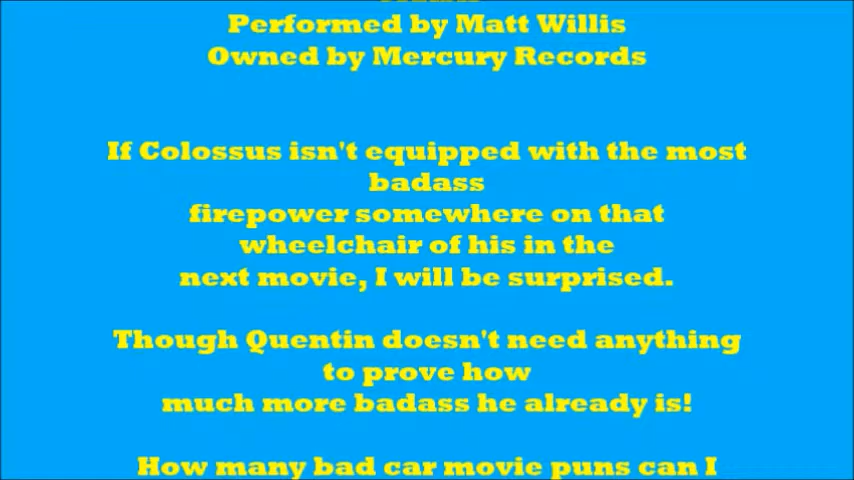 Performed by Matt Willis
Owned by Mercury Records
If Colossus isn't equipped with the most
badass
firepower somewhere on that
wheelchair of his in the
next movie, I will be surprised.
Though Quentin doesn't need anything
to prove how
much more badass he already is!
How many bad car movie puns can I